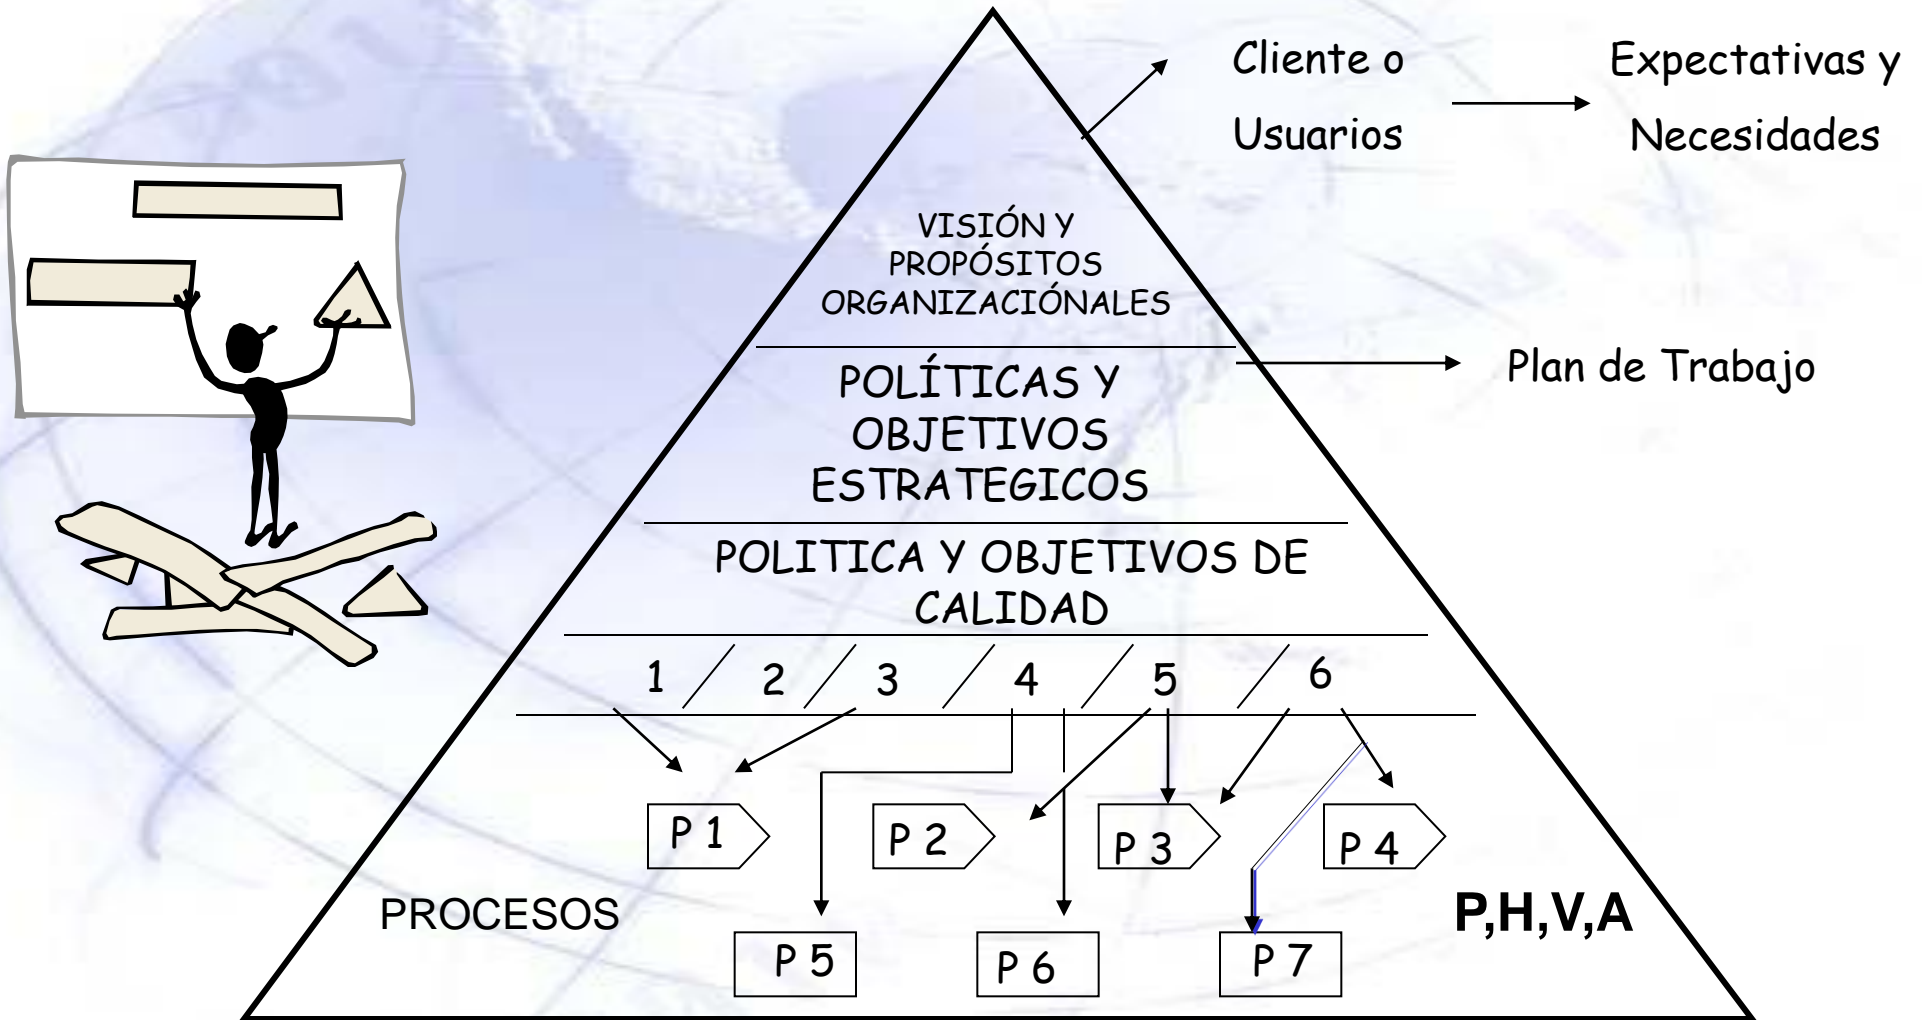 Cliente o
Usuarios
Expectativas y
Necesidades
VISIÓN Y
PROPÓSITOS
ORGANIZACIÓNALES
POLÍTICAS Y
OBJETIVOS
ESTRATEGICOS
Plan de Trabajo
POLITICA Y OBJETIVOS DE
CALIDAD
1 / 2 / 3 / 4 / 5 / 6
P 1
P 2
P 3
P 4
PROCESOS
P,H,V,A
P 5
P 6
P 7